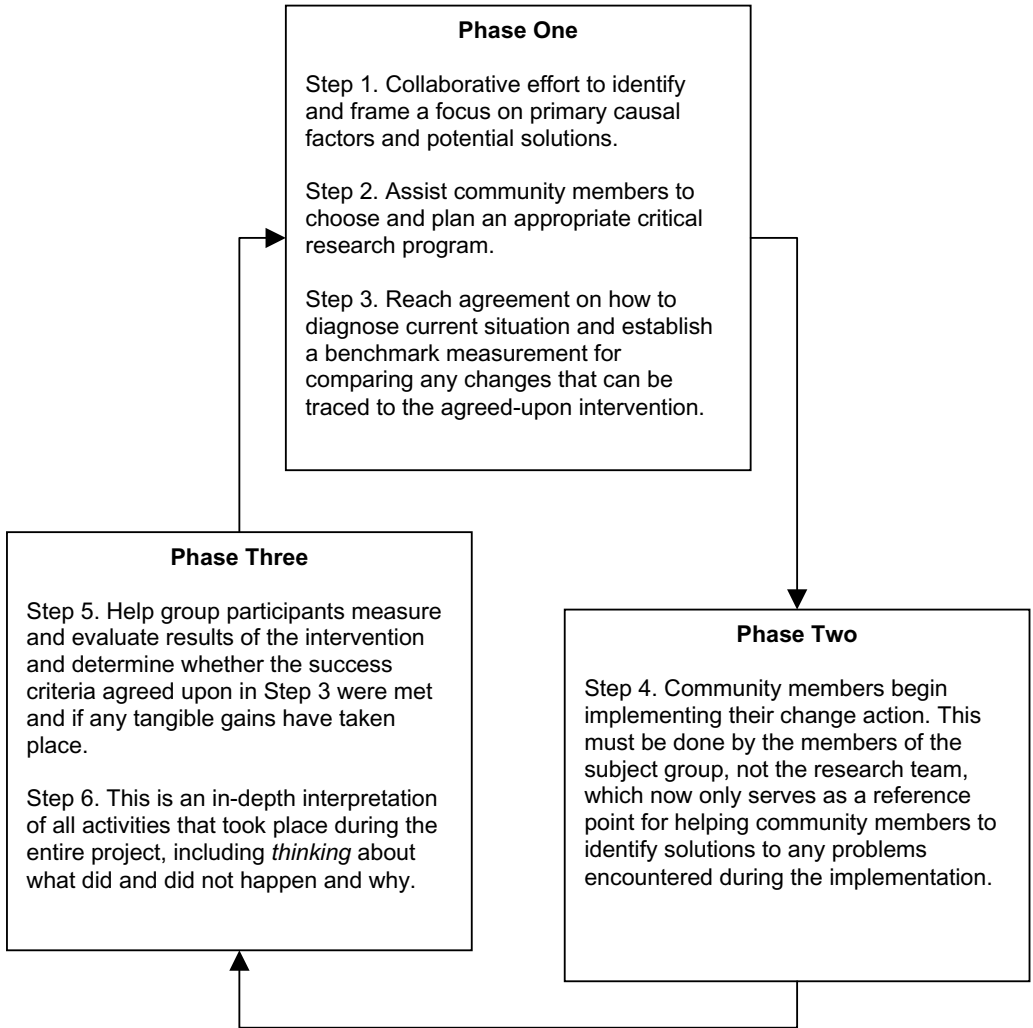 Phase One
Step 1. Collaborative effort to identify
and frame a focus on primary causal
factors and potential solutions.
Step 2. Assist community members to
choose and plan an appropriate critical
research program.
Step 3. Reach agreement on how to
diagnose current situation and establish
a benchmark measurement for
comparing any changes that can be
traced to the agreed-upon intervention.
Phase Two
Step 4. Community members begin
implementing their change action. This
must be done by the members of the
subject group, not the research team,
which now only serves as a reference
point for helping community members to
identify solutions to any problems
encountered during the implementation.
Phase Three
Step 5. Help group participants measure
and evaluate results of the intervention
and determine whether the success
criteria agreed upon in Step 3 were met
and if any tangible gains have taken
place.
Step 6. This is an in-depth interpretation
of all activities that took place during the
entire project, including thinking about
what did and did not happen and why.